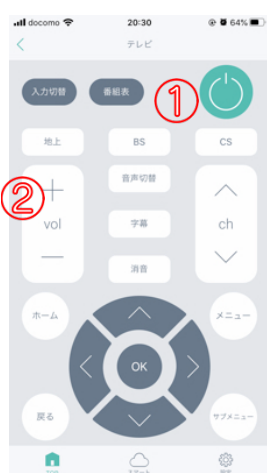 docomo 20:30 64%
テレビ
入力切替 番組表 ①
地上 BS CS
音声切替
② + ch
vol 字幕
消音
ホーム メニュー
OK
戻る サブメニュー